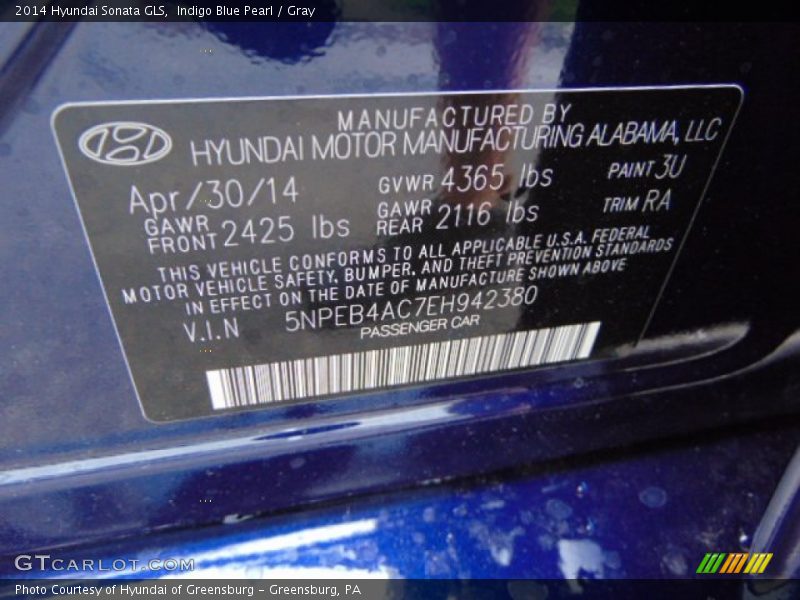 2014 Hyundai Sonata GLS, Indigo Blue Pearl / Gray
MANUFACTURED BY
HYUNDAI MOTOR MANUFACTURING ALABAMA, LLC
Apr/30/14 GVWR 4365 lbs PAINT 3U
GAWR FRONT 2425 lbs GAWR REAR 2116 lbs TRIM RA
THIS VEHICLE CONFORMS TO ALL APPLICABLE U.S.A. FEDERAL
MOTOR VEHICLE SAFETY, BUMPER, AND THEFT PREVENTION STANDARDS
IN EFFECT ON THE DATE OF MANUFACTURE SHOWN ABOVE
V.I.N 5NPEB4AC7EH942380
PASSENGER CAR
GTCARLOT.COM
Photo Courtesy of Hyundai of Greensburg - Greensburg, PA